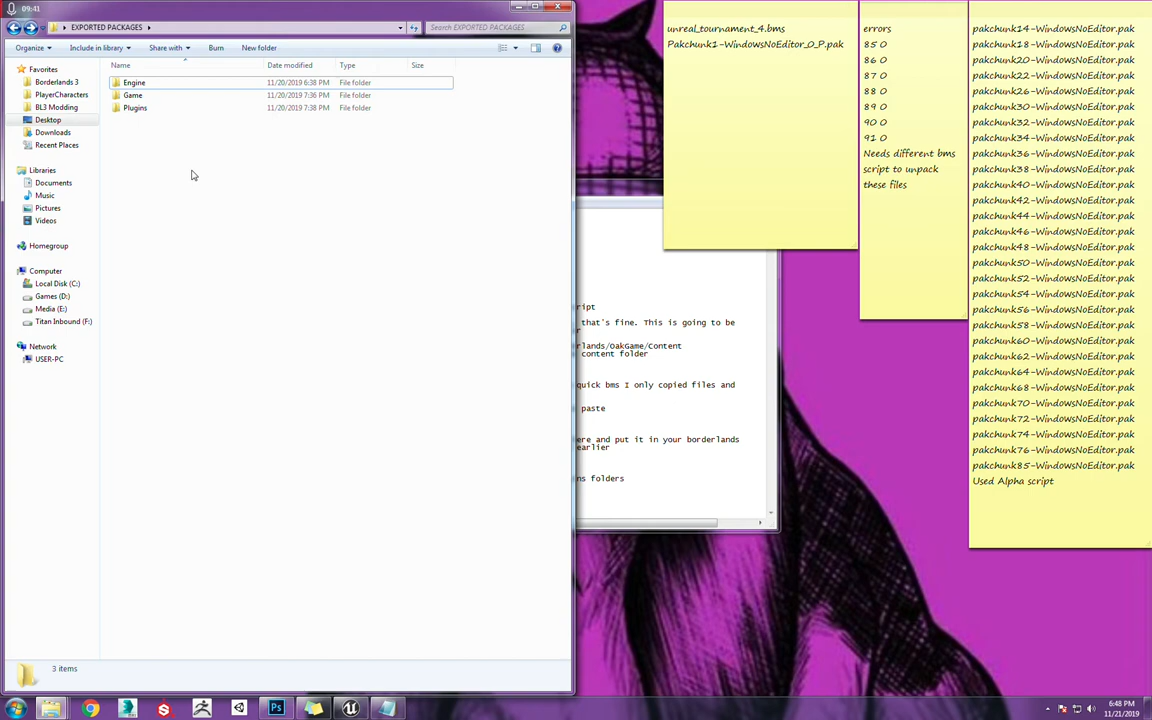 09:41
EXPORTED PACKAGES
Search EXPORTED PACKAGES
Organize
Include in library
Share with
Burn
New folder
Name
Date modified
Type
Size
Favorites
Borderlands 3
PlayerCharacters
BL3 Modding
Desktop
Downloads
Recent Places
Libraries
Documents
Music
Pictures
Videos
Homegroup
Computer
Local Disk (C:)
Games (D:)
Media (E:)
Titan Inbound (F:)
Network
USER-PC
Engine 11/20/2019 6:38 PM File folder
Game 11/20/2019 7:36 PM File folder
Plugins 11/20/2019 7:38 PM File folder
3 items
ript
that's fine. This is going to be
r
rlands/OakGame/Content
content folder
quick bms I only copied files and
paste
ere and put it in your borderlands
earlier
ns folders
unreal_tournament_4.bms
Pakchunk1-WindowsNoEditor_0_P.pak
errors
85 0
86 0
87 0
88 0
89 0
90 0
91 0
Needs different bms
script to unpack
these files
pakchunk14-WindowsNoEditor.pak
pakchunk18-WindowsNoEditor.pak
pakchunk20-WindowsNoEditor.pak
pakchunk22-WindowsNoEditor.pak
pakchunk26-WindowsNoEditor.pak
pakchunk30-WindowsNoEditor.pak
pakchunk32-WindowsNoEditor.pak
pakchunk34-WindowsNoEditor.pak
pakchunk36-WindowsNoEditor.pak
pakchunk38-WindowsNoEditor.pak
pakchunk40-WindowsNoEditor.pak
pakchunk42-WindowsNoEditor.pak
pakchunk44-WindowsNoEditor.pak
pakchunk46-WindowsNoEditor.pak
pakchunk48-WindowsNoEditor.pak
pakchunk50-WindowsNoEditor.pak
pakchunk52-WindowsNoEditor.pak
pakchunk54-WindowsNoEditor.pak
pakchunk56-WindowsNoEditor.pak
pakchunk58-WindowsNoEditor.pak
pakchunk60-WindowsNoEditor.pak
pakchunk62-WindowsNoEditor.pak
pakchunk64-WindowsNoEditor.pak
pakchunk68-WindowsNoEditor.pak
pakchunk70-WindowsNoEditor.pak
pakchunk72-WindowsNoEditor.pak
pakchunk74-WindowsNoEditor.pak
pakchunk76-WindowsNoEditor.pak
pakchunk85-WindowsNoEditor.pak
Used Alpha script
Ps
6:48 PM
11/21/2019